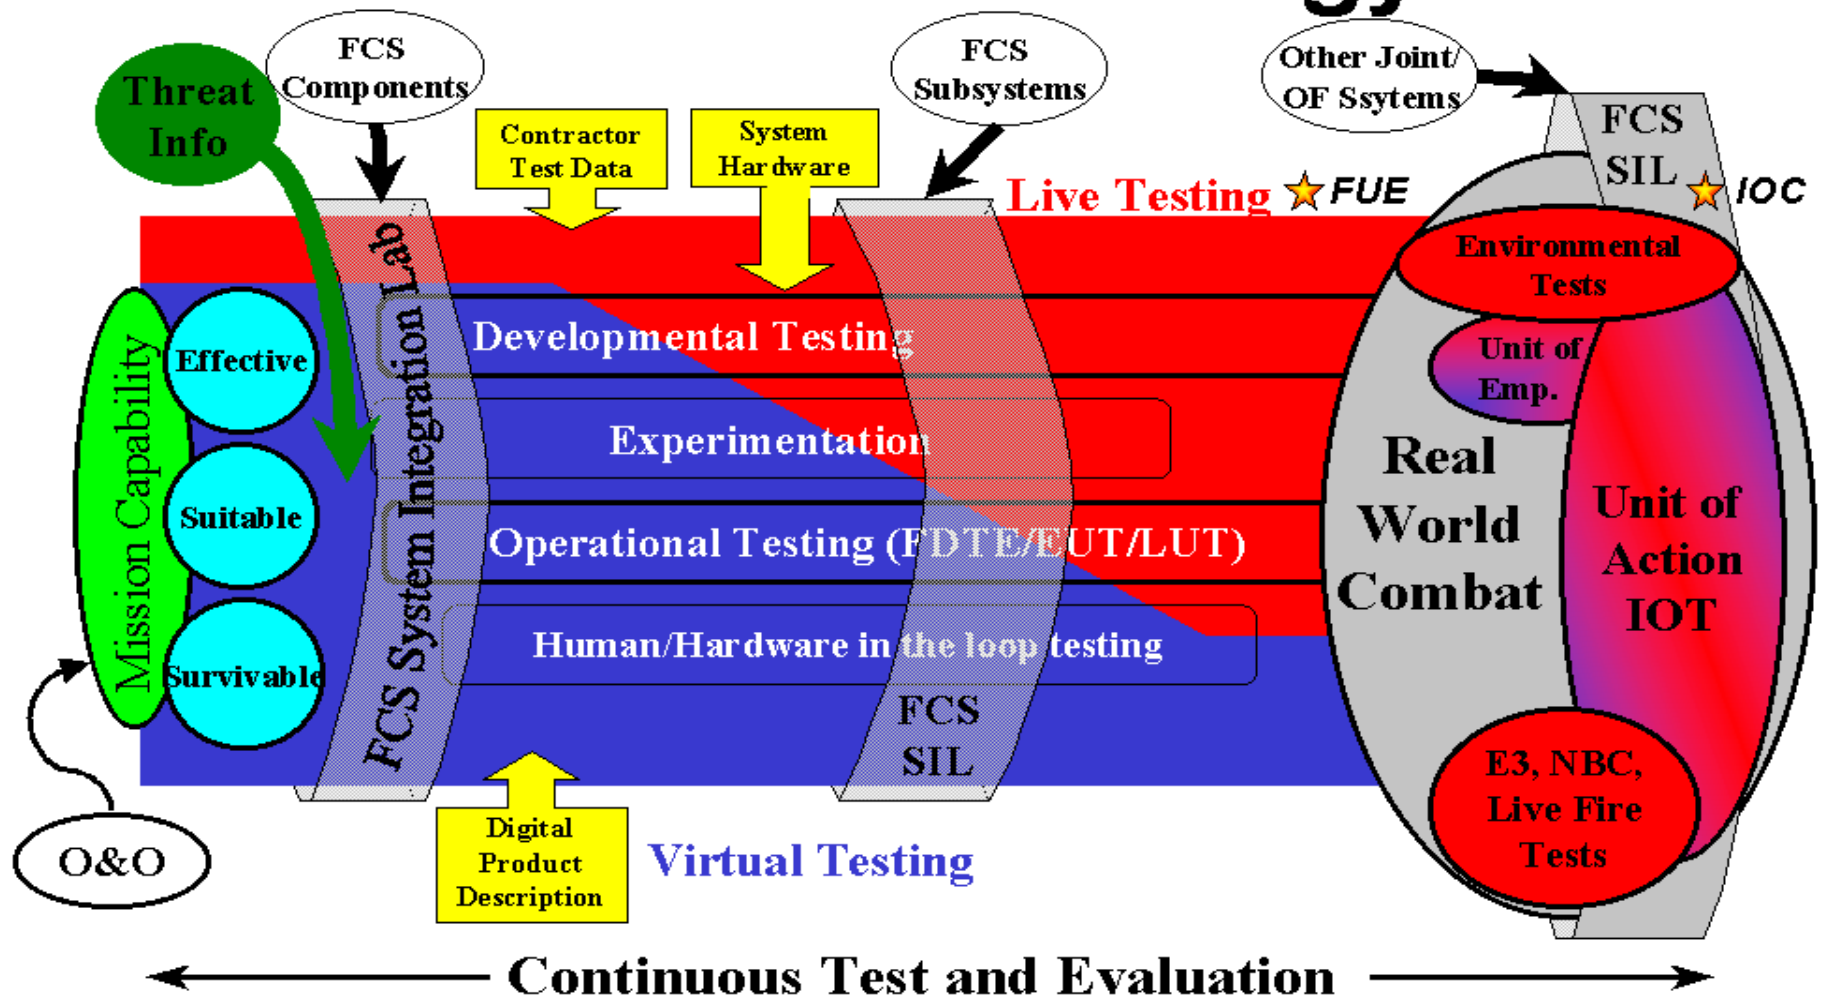 FCS
Components
Threat
Info
FCS
Subsystems
Other Joint/
OF Ssytems
Contractor
Test Data
System
Hardware
FCS
SIL
Live Testing
FUE
IOC
Environmental
Tests
Mission Capability
Effective
Suitable
Survivable
FCS System Integration Lab
Developmental Testing
Experimentation
Operational Testing (FDTE/EUT/LUT)
Human/Hardware in the loop testing
FCS
SIL
Unit of
Emp.
Real
World
Combat
Unit of
Action
IOT
E3, NBC,
Live Fire
Tests
O&O
Digital
Product
Description
Virtual Testing
Continuous Test and Evaluation